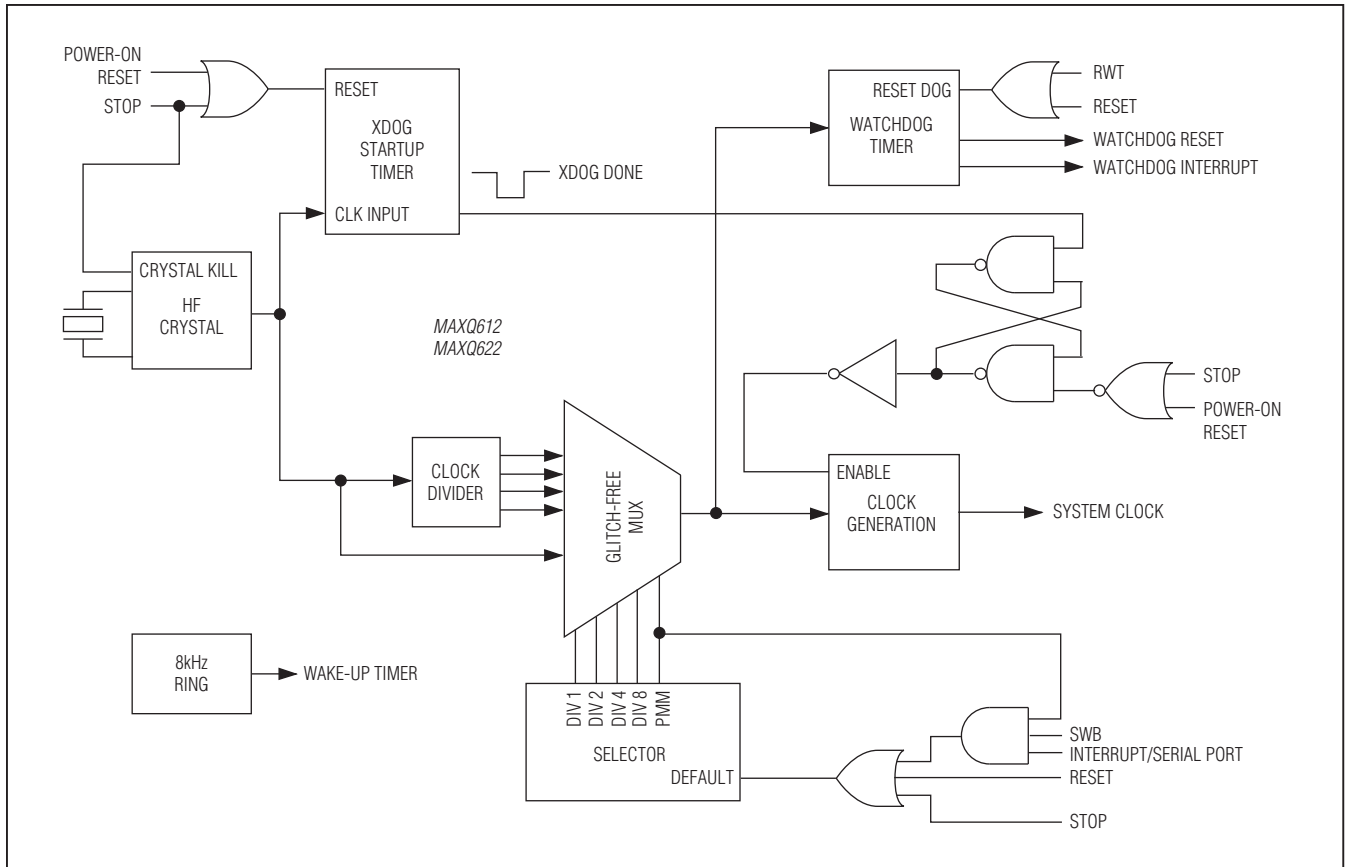 POWER-ON
RESET
STOP
RESET
XDOG
STARTUP
TIMER
CLK INPUT
XDOG DONE
RESET DOG
WATCHDOG
TIMER
RWT
RESET
WATCHDOG RESET
WATCHDOG INTERRUPT
CRYSTAL KILL
HF
CRYSTAL
MAXQ612
MAXQ622
STOP
POWER-ON
RESET
CLOCK
DIVIDER
GLITCH-FREE
MUX
ENABLE
CLOCK
GENERATION
SYSTEM CLOCK
8kHz
RING
WAKE-UP TIMER
DIV 1
DIV 2
DIV 4
DIV 8
PMM
SELECTOR
DEFAULT
SWB
INTERRUPT/SERIAL PORT
RESET
STOP